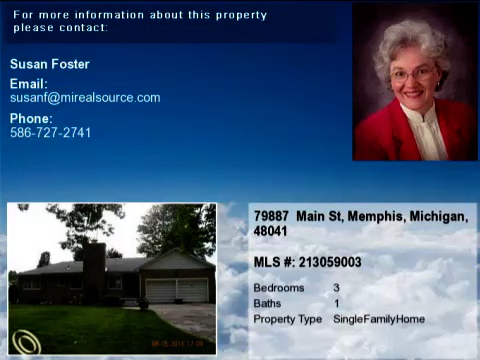 For more information about this property
please contact:
Susan Foster
Email:
susanf@mirealsource.com
Phone:
586-727-2741
79887 Main St, Memphis, Michigan,
48041
MLS #: 213059003
Bedrooms 3
Baths 1
Property Type SingleFamilyHome